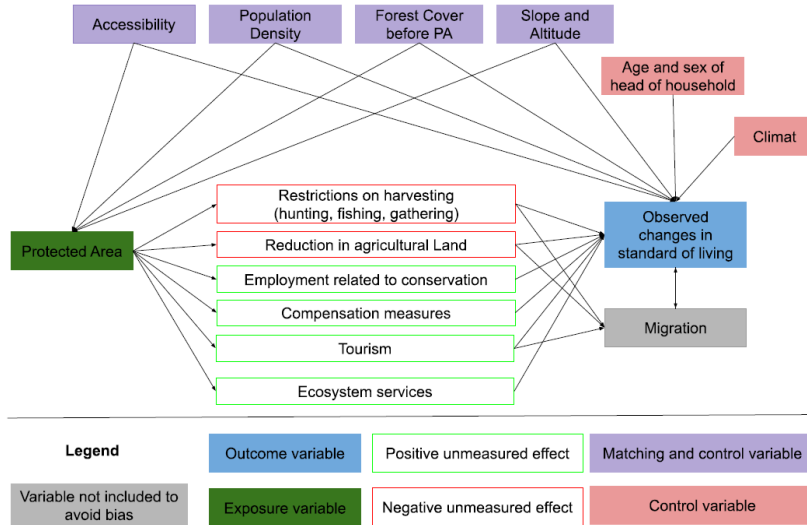 Accessibility
Population
Density
Forest Cover
before PA
Slope and
Altitude
Age and sex of
head of household
Climat
Restrictions on harvesting
(hunting, fishing, gathering)
Observed
changes in
standard of living
Protected Area
Reduction in agricultural Land
Employment related to conservation
Compensation measures
Migration
Tourism
Ecosystem services
Legend
Outcome variable
Positive unmeasured effect
Matching and control variable
Variable not included to
avoid bias
Exposure variable
Negative unmeasured effect
Control variable